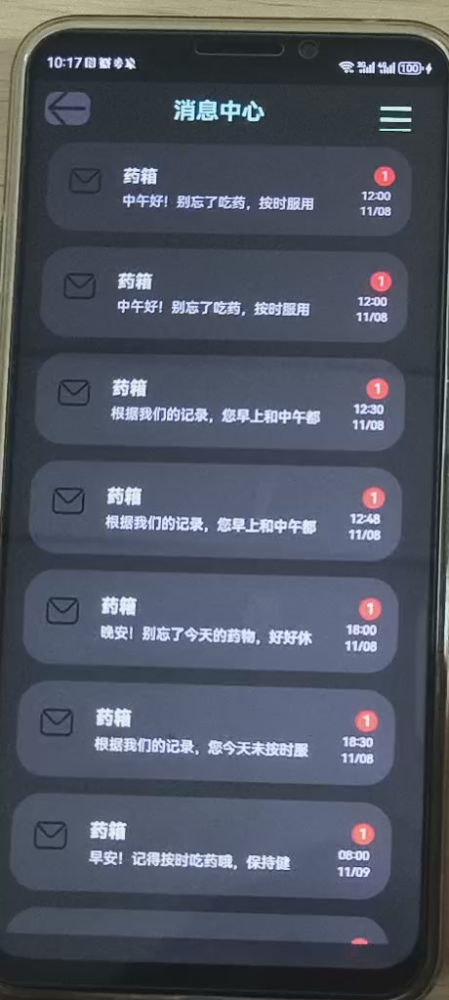 10:17
3G 4G 100
消息中心
药箱
1
中午好！别忘了吃药，按时服用
12:00
11/08
药箱
1
中午好！别忘了吃药，按时服用
12:00
11/08
药箱
1
根据我们的记录，您早上和中午都
12:30
11/08
药箱
1
根据我们的记录，您早上和中午都
12:48
11/08
药箱
1
晚安！别忘了今天的药物，好好休
18:00
11/08
药箱
1
根据我们的记录，您今天未按时服
18:30
11/08
药箱
1
早安！记得按时吃药哦，保持健
08:00
11/09